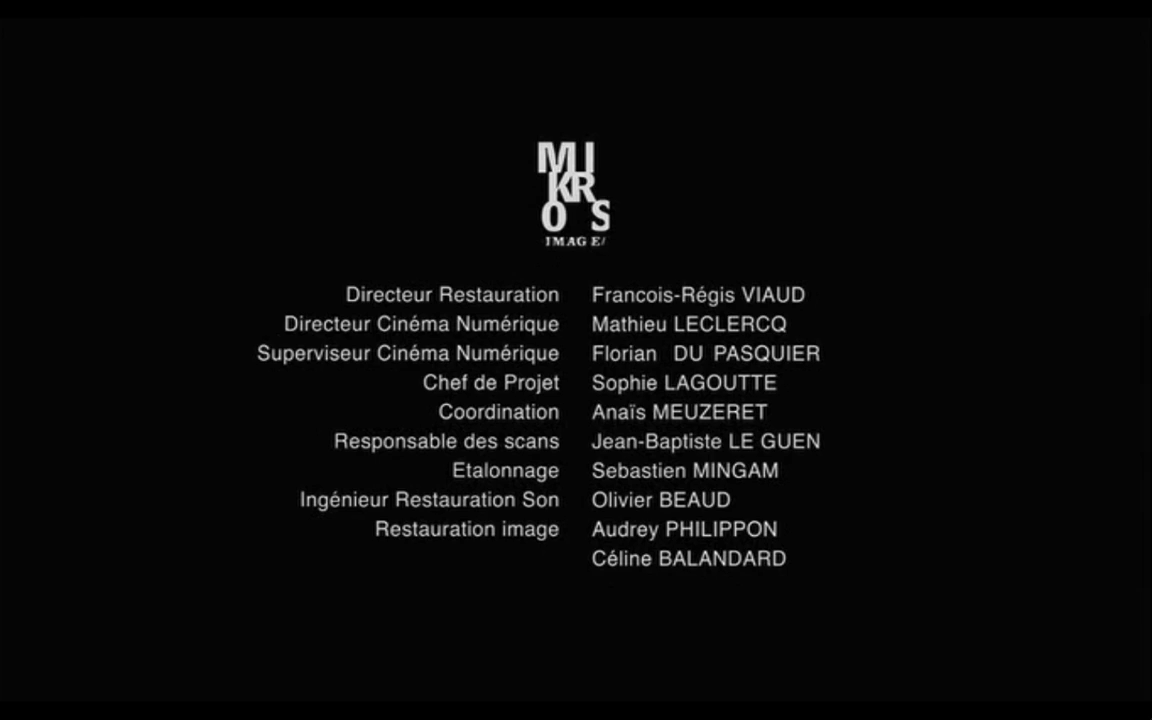 MI
KR
O S
IMAGE/
Directeur Restauration Francois-Régis VIAUD
Directeur Cinéma Numérique Mathieu LECLERCQ
Superviseur Cinéma Numérique Florian DU PASQUIER
Chef de Projet Sophie LAGOUTTE
Coordination Anaïs MEUZERET
Responsable des scans Jean-Baptiste LE GUEN
Etalonnage Sebastien MINGAM
Ingénieur Restauration Son Olivier BEAUD
Restauration image Audrey PHILIPPON
Céline BALANDARD